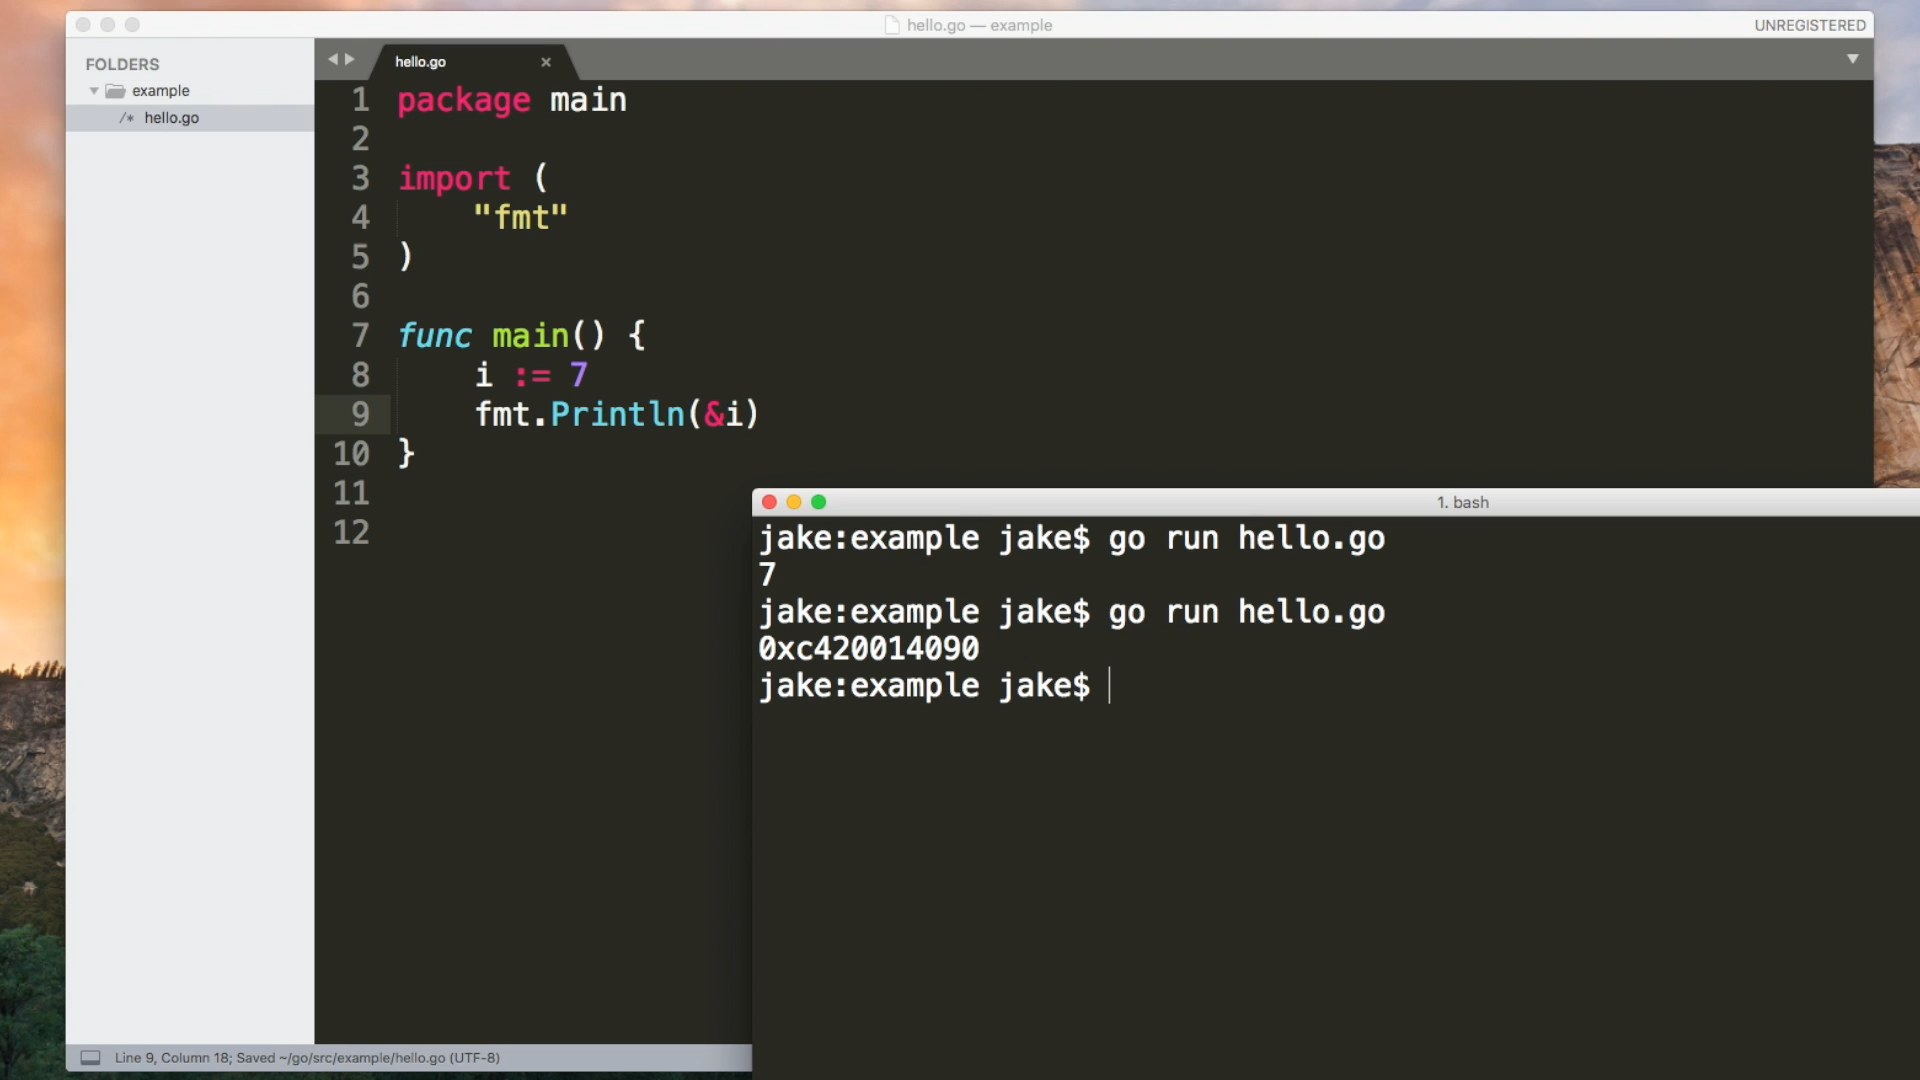 hello.go — example
UNREGISTERED
FOLDERS
example
/* hello.go
hello.go ×
1 package main
2
3 import (
4     "fmt"
5 )
6
7 func main() {
8     i := 7
9     fmt.Println(&i)
10 }
11
12
1. bash
jake:example jake$ go run hello.go
7
jake:example jake$ go run hello.go
0xc420014090
jake:example jake$
Line 9, Column 18; Saved ~/go/src/example/hello.go (UTF-8)